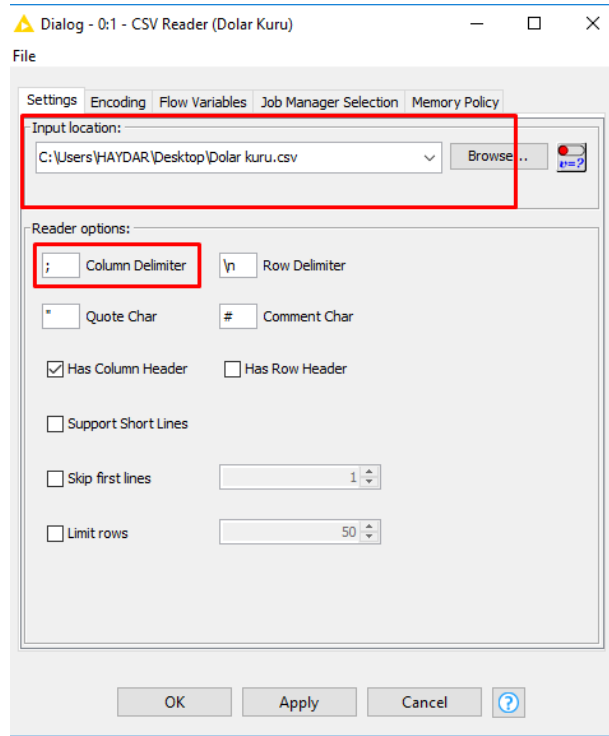 Dialog - 0:1 - CSV Reader (Dolar Kuru)
File
Settings Encoding Flow Variables Job Manager Selection Memory Policy
Input location:
C:\Users\HAYDAR\Desktop\Dolar kuru.csv Browse... v=?
Reader options:
; Column Delimiter \n Row Delimiter
" Quote Char # Comment Char
Has Column Header Has Row Header
Support Short Lines
Skip first lines 1
Limit rows 50
OK Apply Cancel ?